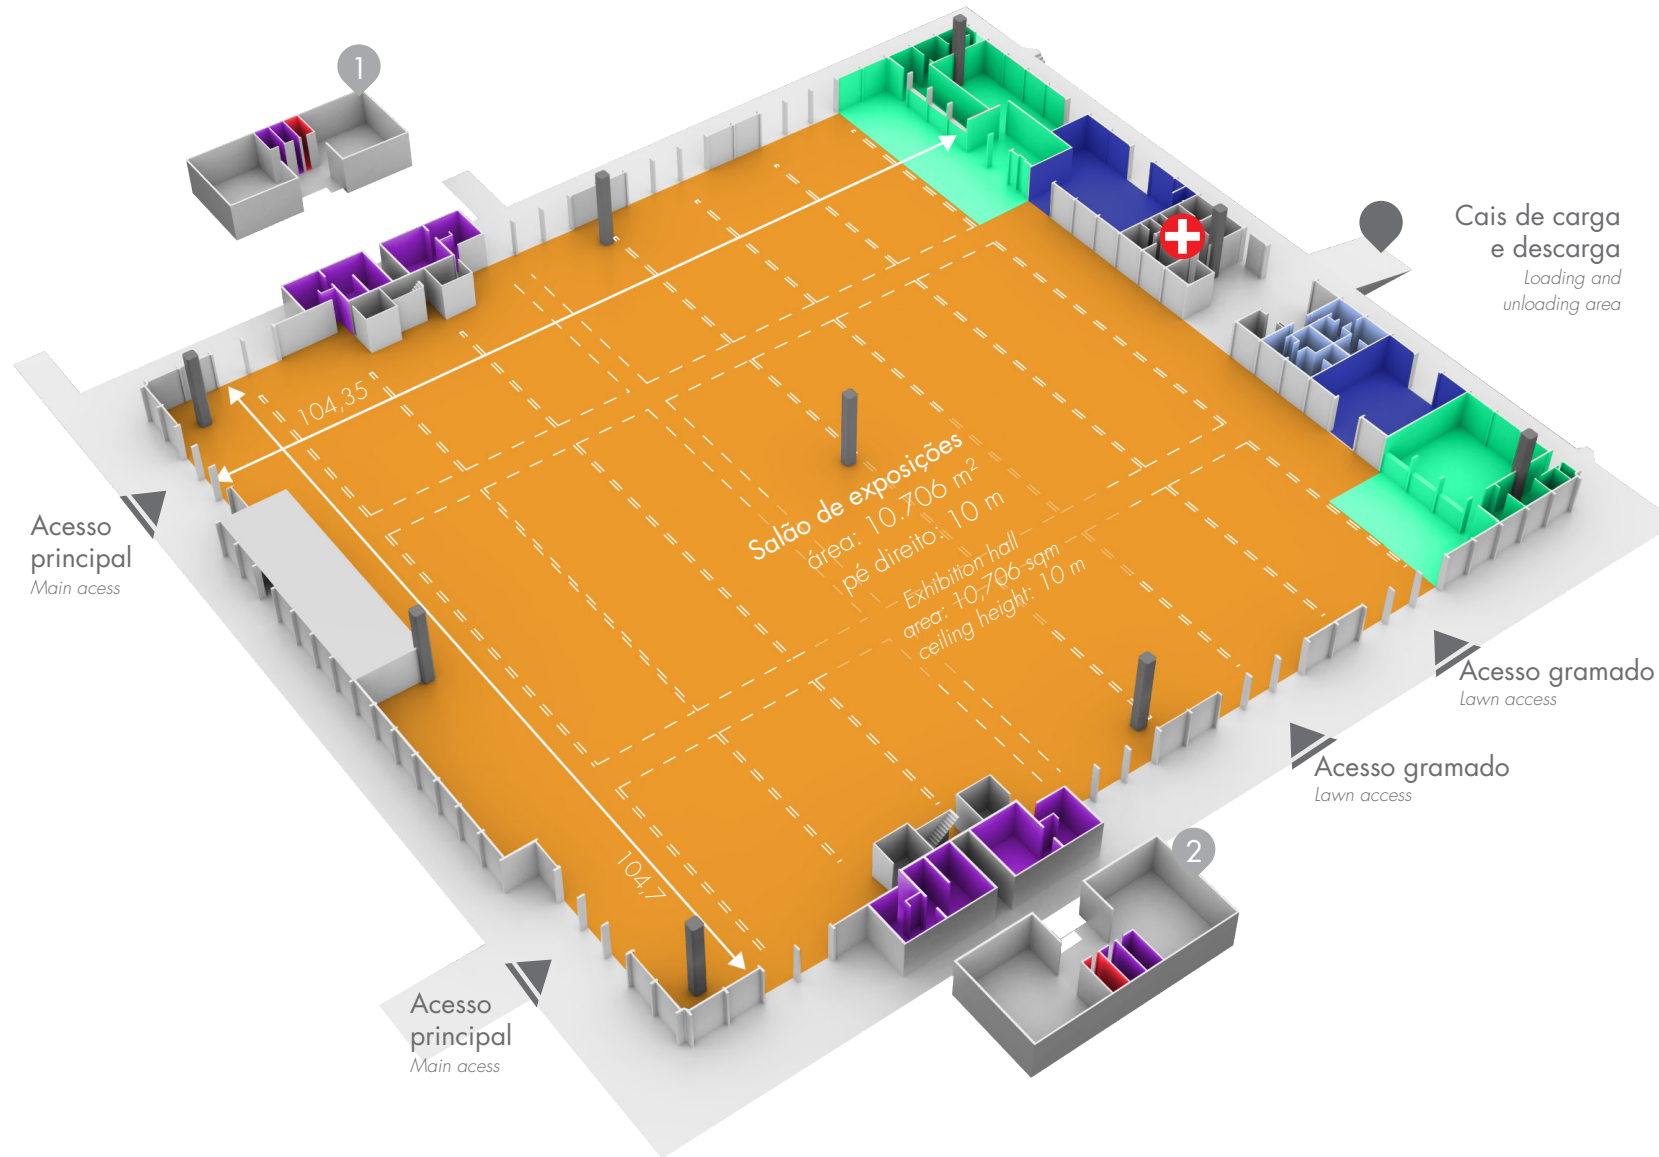 1
Cais de carga
e descarga
Loading and
unloading area
104,35
Salão de exposições
área: 10.706 m²
pé direito: 10 m
Exhibition hall
area: 10,706 sqm
ceiling height: 10 m
Acesso
principal
Main acess
Acesso gramado
Lawn access
Acesso gramado
Lawn access
104,7
2
Acesso
principal
Main acess